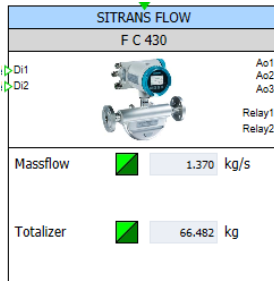 SITRANS FLOW
F C 430
Di1
Di2
Ao1
Ao2
Ao3
Relay1
Relay2
Massflow 1.370 kg/s
Totalizer 66.482 kg